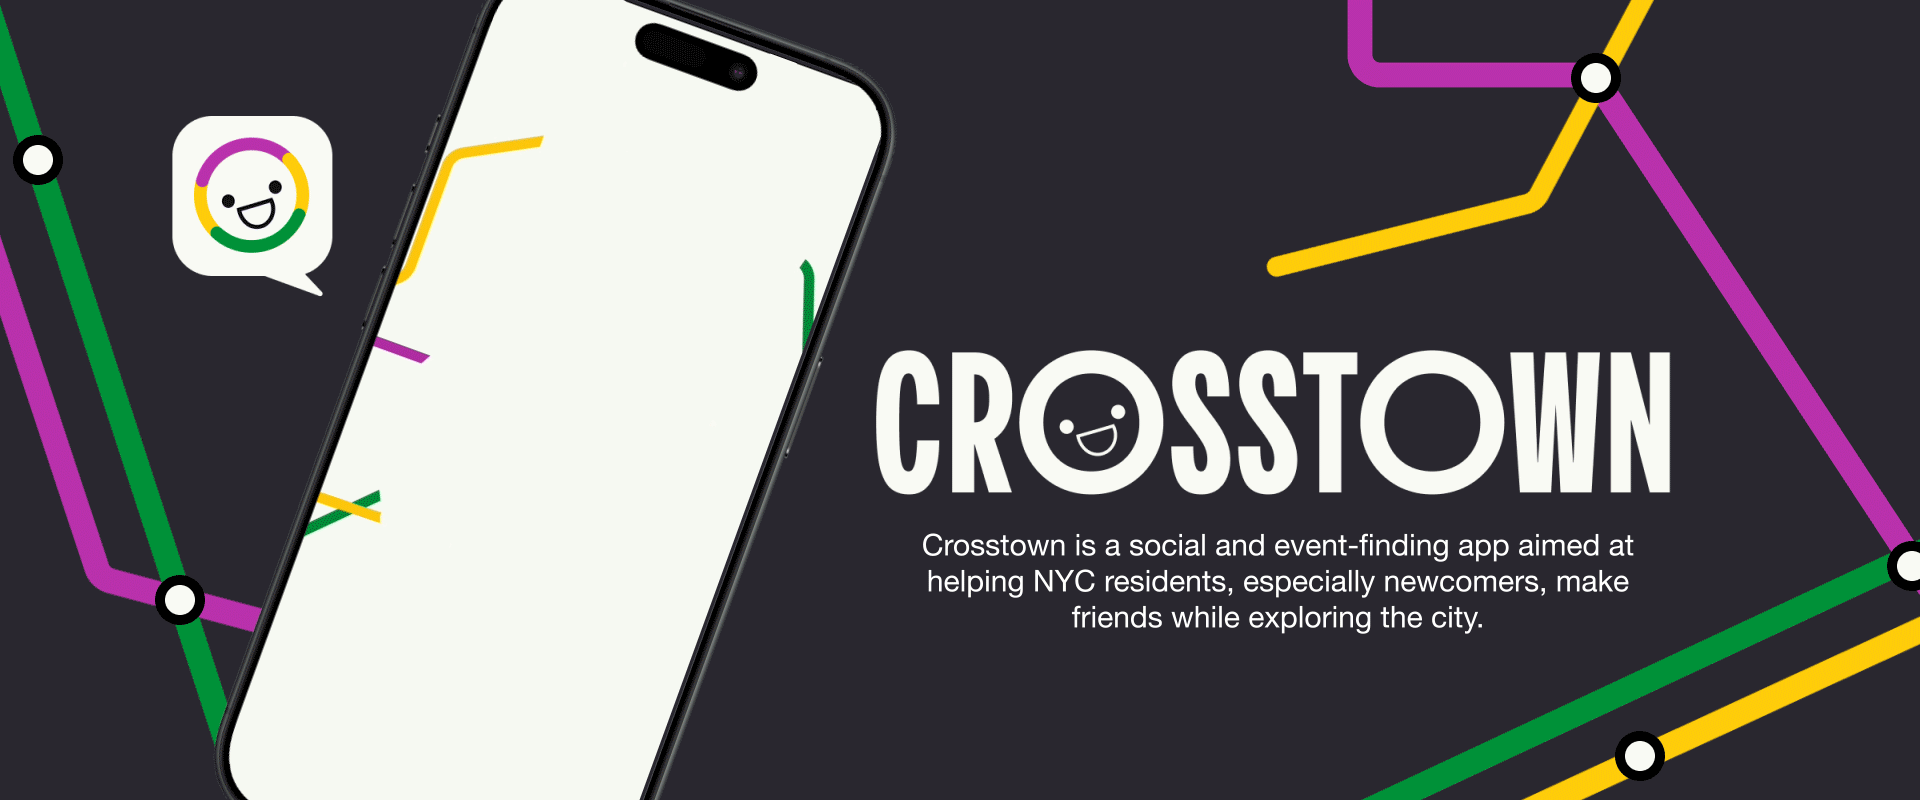 CROSSTOWN
Crosstown is a social and event-finding app aimed at
helping NYC residents, especially newcomers, make
friends while exploring the city.